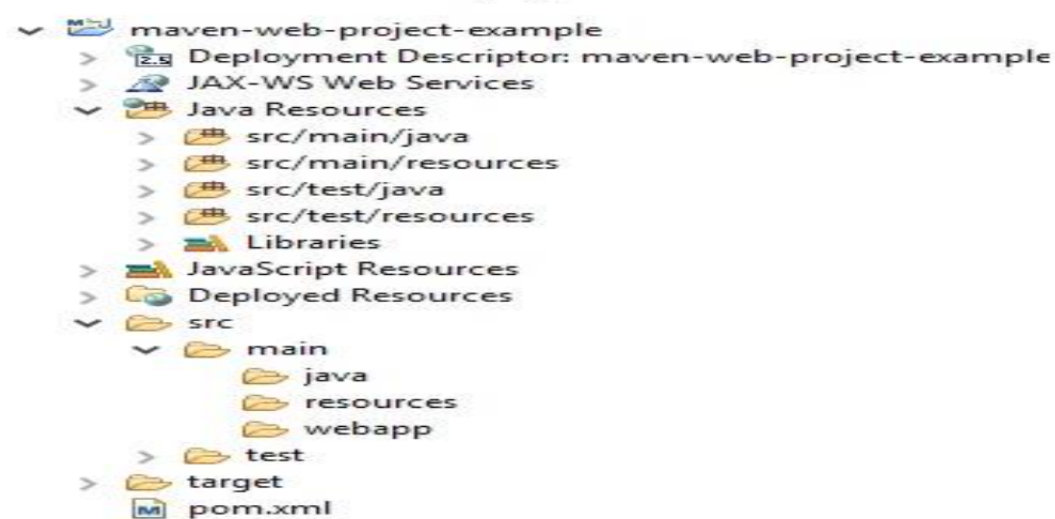 maven-web-project-example
Deployment Descriptor: maven-web-project-example
JAX-WS Web Services
Java Resources
src/main/java
src/main/resources
src/test/java
src/test/resources
Libraries
JavaScript Resources
Deployed Resources
src
main
java
resources
webapp
test
target
pom.xml